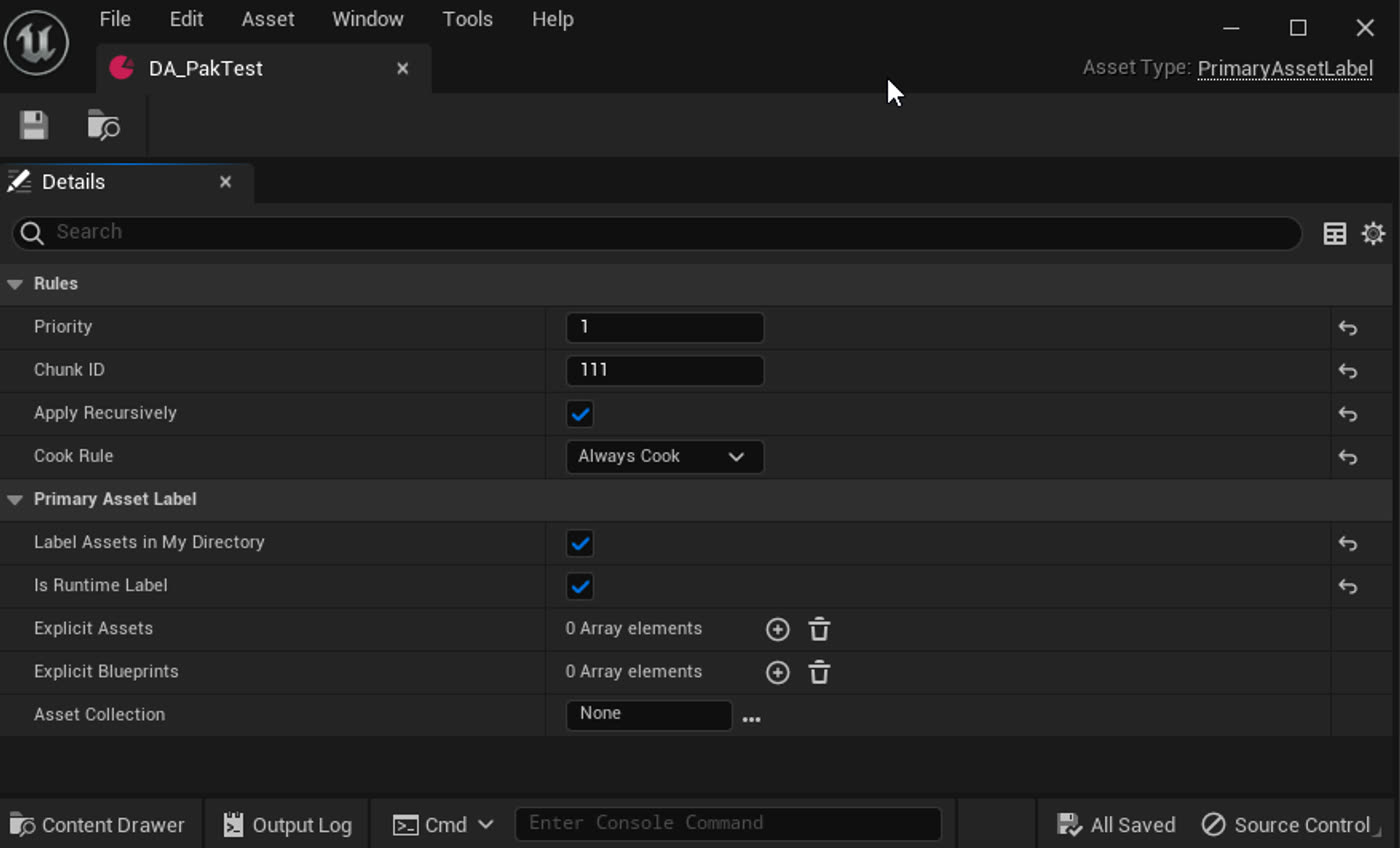 File Edit Asset Window Tools Help
DA_PakTest
Asset Type: PrimaryAssetLabel
Details
Search
Rules
Priority 1
Chunk ID 111
Apply Recursively
Cook Rule Always Cook
Primary Asset Label
Label Assets in My Directory
Is Runtime Label
Explicit Assets 0 Array elements
Explicit Blueprints 0 Array elements
Asset Collection None
Content Drawer Output Log Cmd Enter Console Command All Saved Source Control